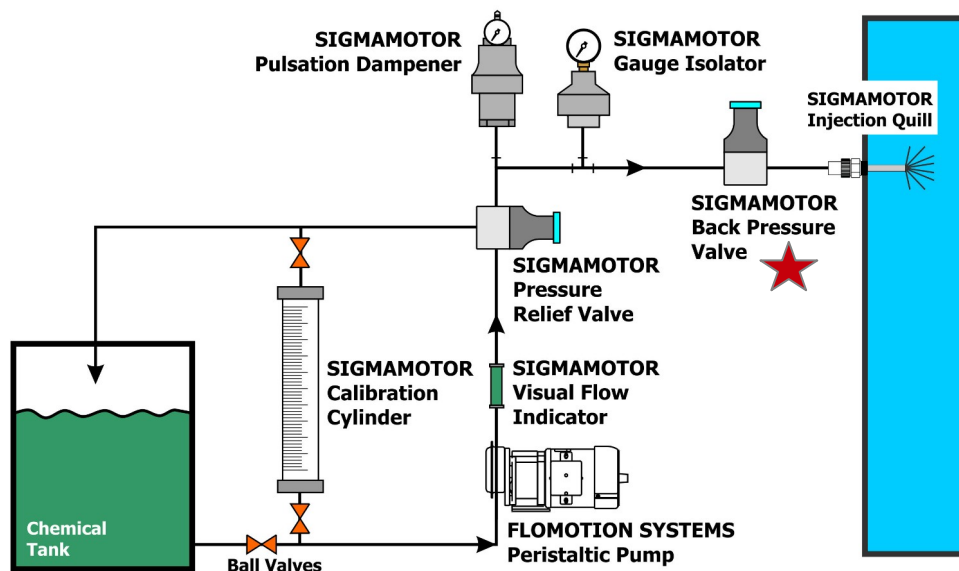 SIGMAMOTOR
Pulsation Dampener
SIGMAMOTOR
Gauge Isolator
SIGMAMOTOR
Injection Quill
SIGMAMOTOR
Back Pressure
Valve
SIGMAMOTOR
Pressure
Relief Valve
SIGMAMOTOR
Calibration
Cylinder
SIGMAMOTOR
Visual Flow
Indicator
Chemical
Tank
Ball Valves
FLOMOTION SYSTEMS
Peristaltic Pump